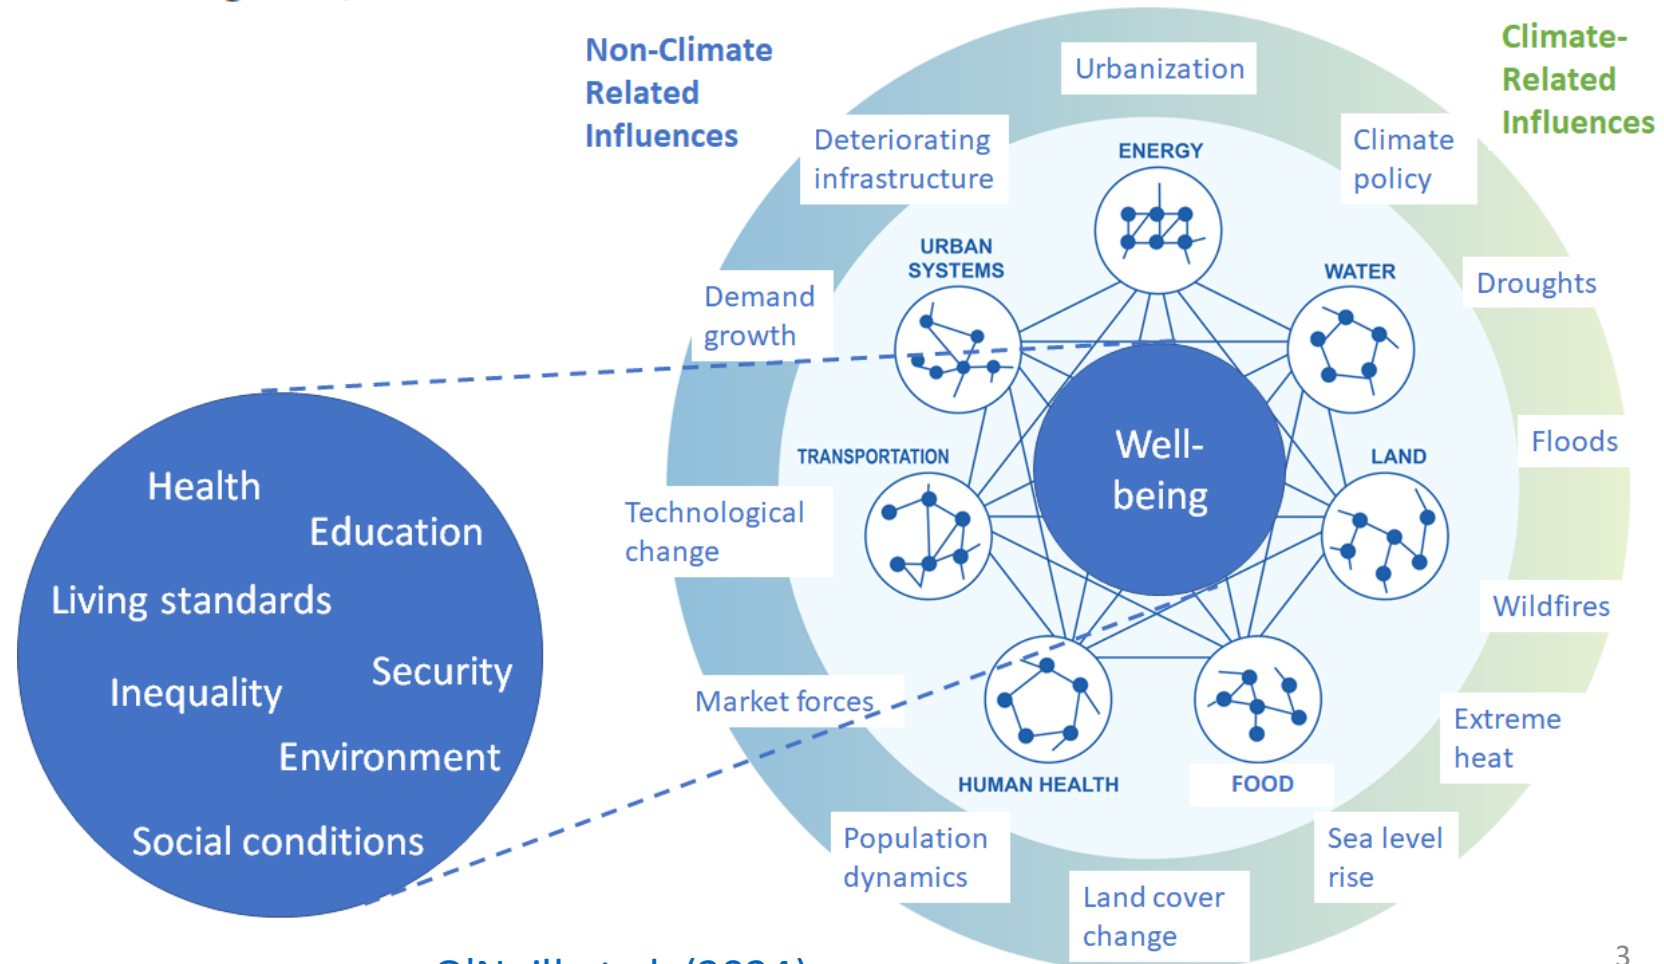 Non-Climate
Related
Influences
Climate-
Related
Influences
Urbanization
Deteriorating
infrastructure
Climate
policy
ENERGY
URBAN
SYSTEMS
WATER
Demand
growth
Droughts
Floods
TRANSPORTATION
LAND
Well-
being
Technological
change
Wildfires
Market forces
Extreme
heat
HUMAN HEALTH
FOOD
Population
dynamics
Sea level
rise
Land cover
change
Health
Education
Living standards
Security
Inequality
Environment
Social conditions
3